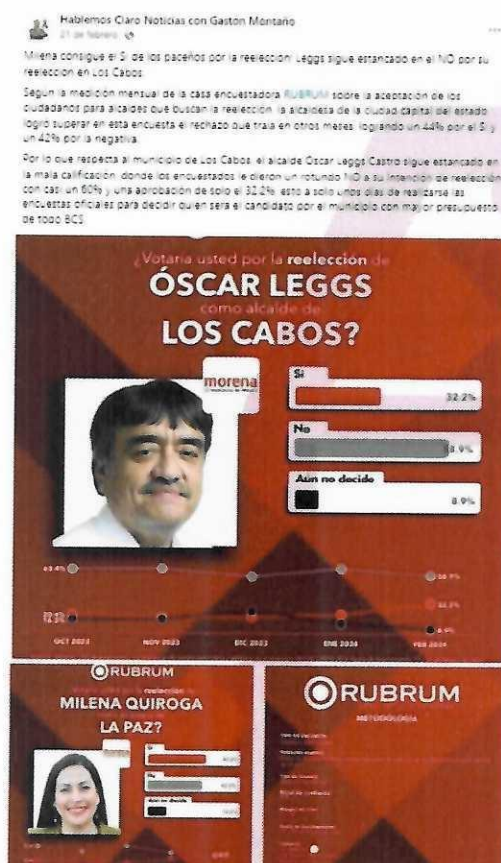 Hablemos Claro Noticias con Gastón Montaño
21 de febrero
Milena consigue el Si de los paceños por la reelección Leggs sigue estancado en el NO por su
reelección en Los Cabos
Según la medición mensual de la casa encuestadora RUBRUM sobre la aceptación de los
ciudadanos para alcaldes que buscan la reelección la alcaldesa de la ciudad capital del estado
logró superar en esta encuesta el rechazo que traia en otros meses logrando un 44% por el Si y
un 42% por la negativa
Por lo que respecta al municipio de Los Cabos el alcalde Oscar Leggs Castro sigue estancado en
la mala calificación donde los encuestados le dieron un rotundo NO a su intención de reelección
con casi un 60% y una aprobación de solo el 32.2% esto a solo unos dias de realizarse las
encuestas oficiales para decidir quien sera el candidato por el municipio con mayor presupuesto
de todo BCS
¿Votaría usted por la reelección de
ÓSCAR LEGGS
como alcalde de
LOS CABOS?
morena
Si
32.2%
No
Aún no decide
8.9%
OCT 2023 NOV 2023 DIC 2023 ENE 2024 FEB 2024
RUBRUM
reelección
MILENA QUIROGA
LA PAZ?
Si
No
Aún no decide
RUBRUM
METODOLOGÍA